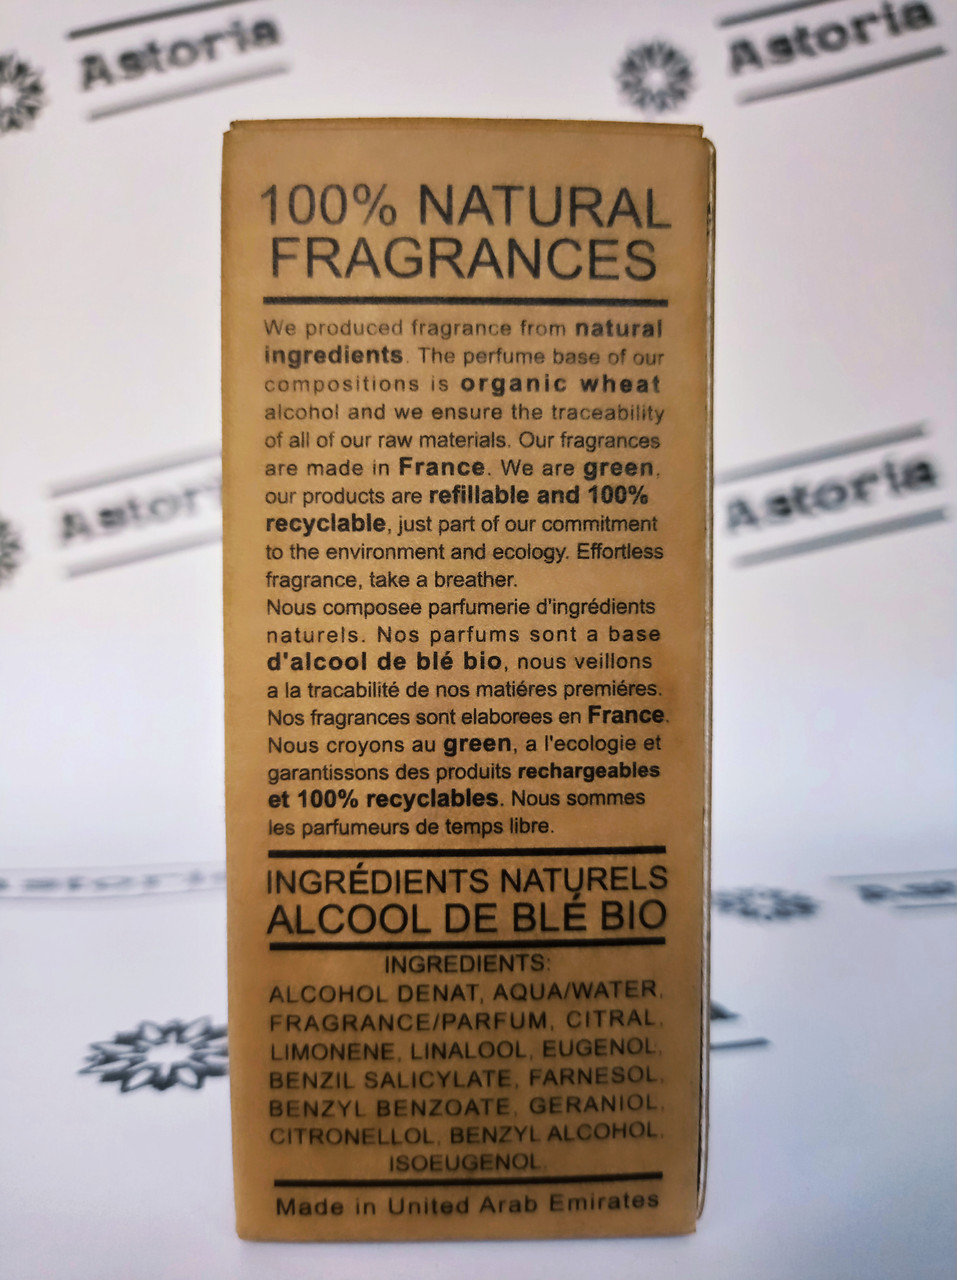 Astoria
Astoria
100% NATURAL
FRAGRANCES
We produced fragrance from natural
ingredients. The perfume base of our
compositions is organic wheat
alcohol and we ensure the traceability
of all of our raw materials. Our fragrances
are made in France. We are green,
our products are refillable and 100%
recyclable, just part of our commitment
to the environment and ecology. Effortless
fragrance, take a breather.
Nous composee parfumerie d'ingrédients
naturels. Nos parfums sont a base
d'alcool de blé bio, nous veillons
a la tracabilité de nos matiéres premiéres.
Nos fragrances sont elaborees en France.
Nous croyons au green, a l'ecologie et
garantissons des produits rechargeables
et 100% recyclables. Nous sommes
les parfumeurs de temps libre.
INGRÉDIENTS NATURELS
ALCOOL DE BLÉ BIO
INGREDIENTS:
ALCOHOL DENAT, AQUA/WATER,
FRAGRANCE/PARFUM, CITRAL,
LIMONENE, LINALOOL, EUGENOL,
BENZIL SALICYLATE, FARNESOL,
BENZYL BENZOATE, GERANIOL,
CITRONELLOL, BENZYL ALCOHOL,
ISOEUGENOL.
Made in United Arab Emirates
Astoria
Astoria
Astoria